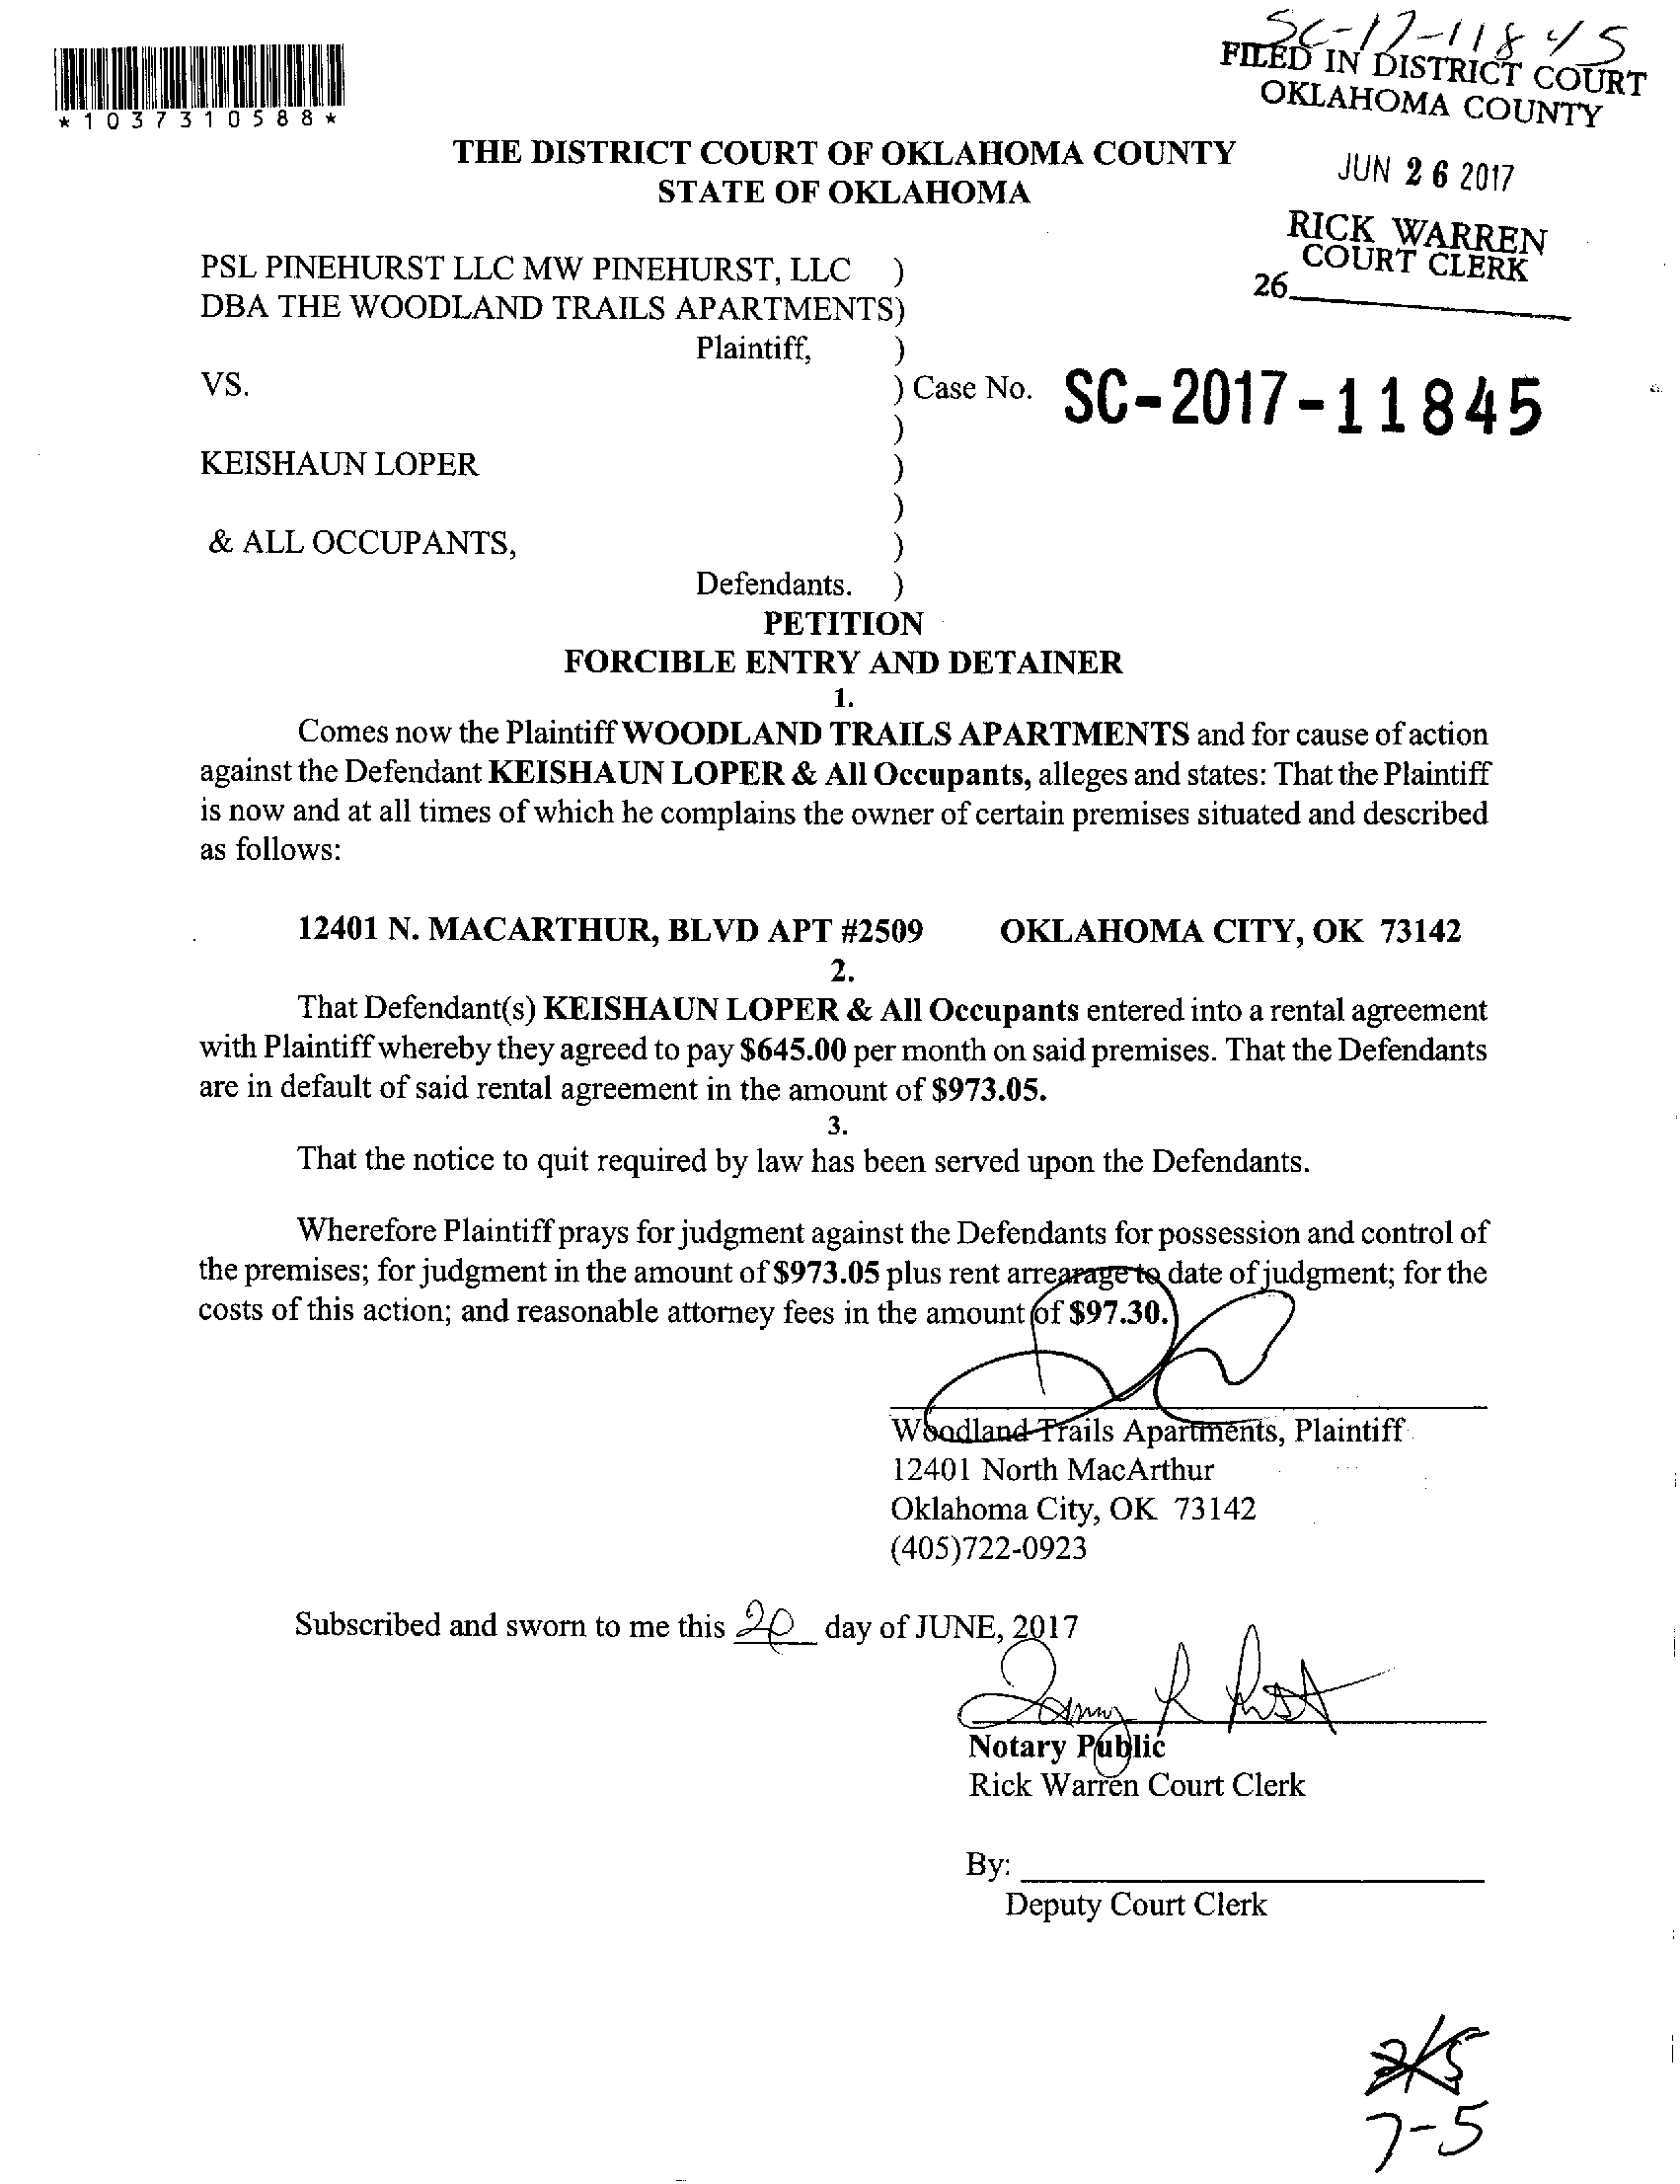 SC-17-11845
FILED IN DISTRICT COURT
OKLAHOMA COUNTY
*1037310588*
THE DISTRICT COURT OF OKLAHOMA COUNTY
STATE OF OKLAHOMA
JUN 26 2017
RICK WARREN
COURT CLERK
26
PSL PINEHURST LLC MW PINEHURST, LLC )
DBA THE WOODLAND TRAILS APARTMENTS)
Plaintiff, )
VS. ) Case No. SC-2017-11845
)
KEISHAUN LOPER )
)
& ALL OCCUPANTS, )
Defendants. )
PETITION
FORCIBLE ENTRY AND DETAINER
1.
Comes now the Plaintiff WOODLAND TRAILS APARTMENTS and for cause of action
against the Defendant KEISHAUN LOPER & All Occupants, alleges and states: That the Plaintiff
is now and at all times of which he complains the owner of certain premises situated and described
as follows:
12401 N. MACARTHUR, BLVD APT #2509 OKLAHOMA CITY, OK 73142
2.
That Defendant(s) KEISHAUN LOPER & All Occupants entered into a rental agreement
with Plaintiff whereby they agreed to pay $645.00 per month on said premises. That the Defendants
are in default of said rental agreement in the amount of $973.05.
3.
That the notice to quit required by law has been served upon the Defendants.
Wherefore Plaintiff prays for judgment against the Defendants for possession and control of
the premises; for judgment in the amount of $973.05 plus rent arrearage to date of judgment; for the
costs of this action; and reasonable attorney fees in the amount of $97.30.
Woodland Trails Apartments, Plaintiff
12401 North MacArthur
Oklahoma City, OK 73142
(405)722-0923
Subscribed and sworn to me this day of JUNE, 2017
Notary Public
Rick Warren Court Clerk
By:
Deputy Court Clerk
7-5